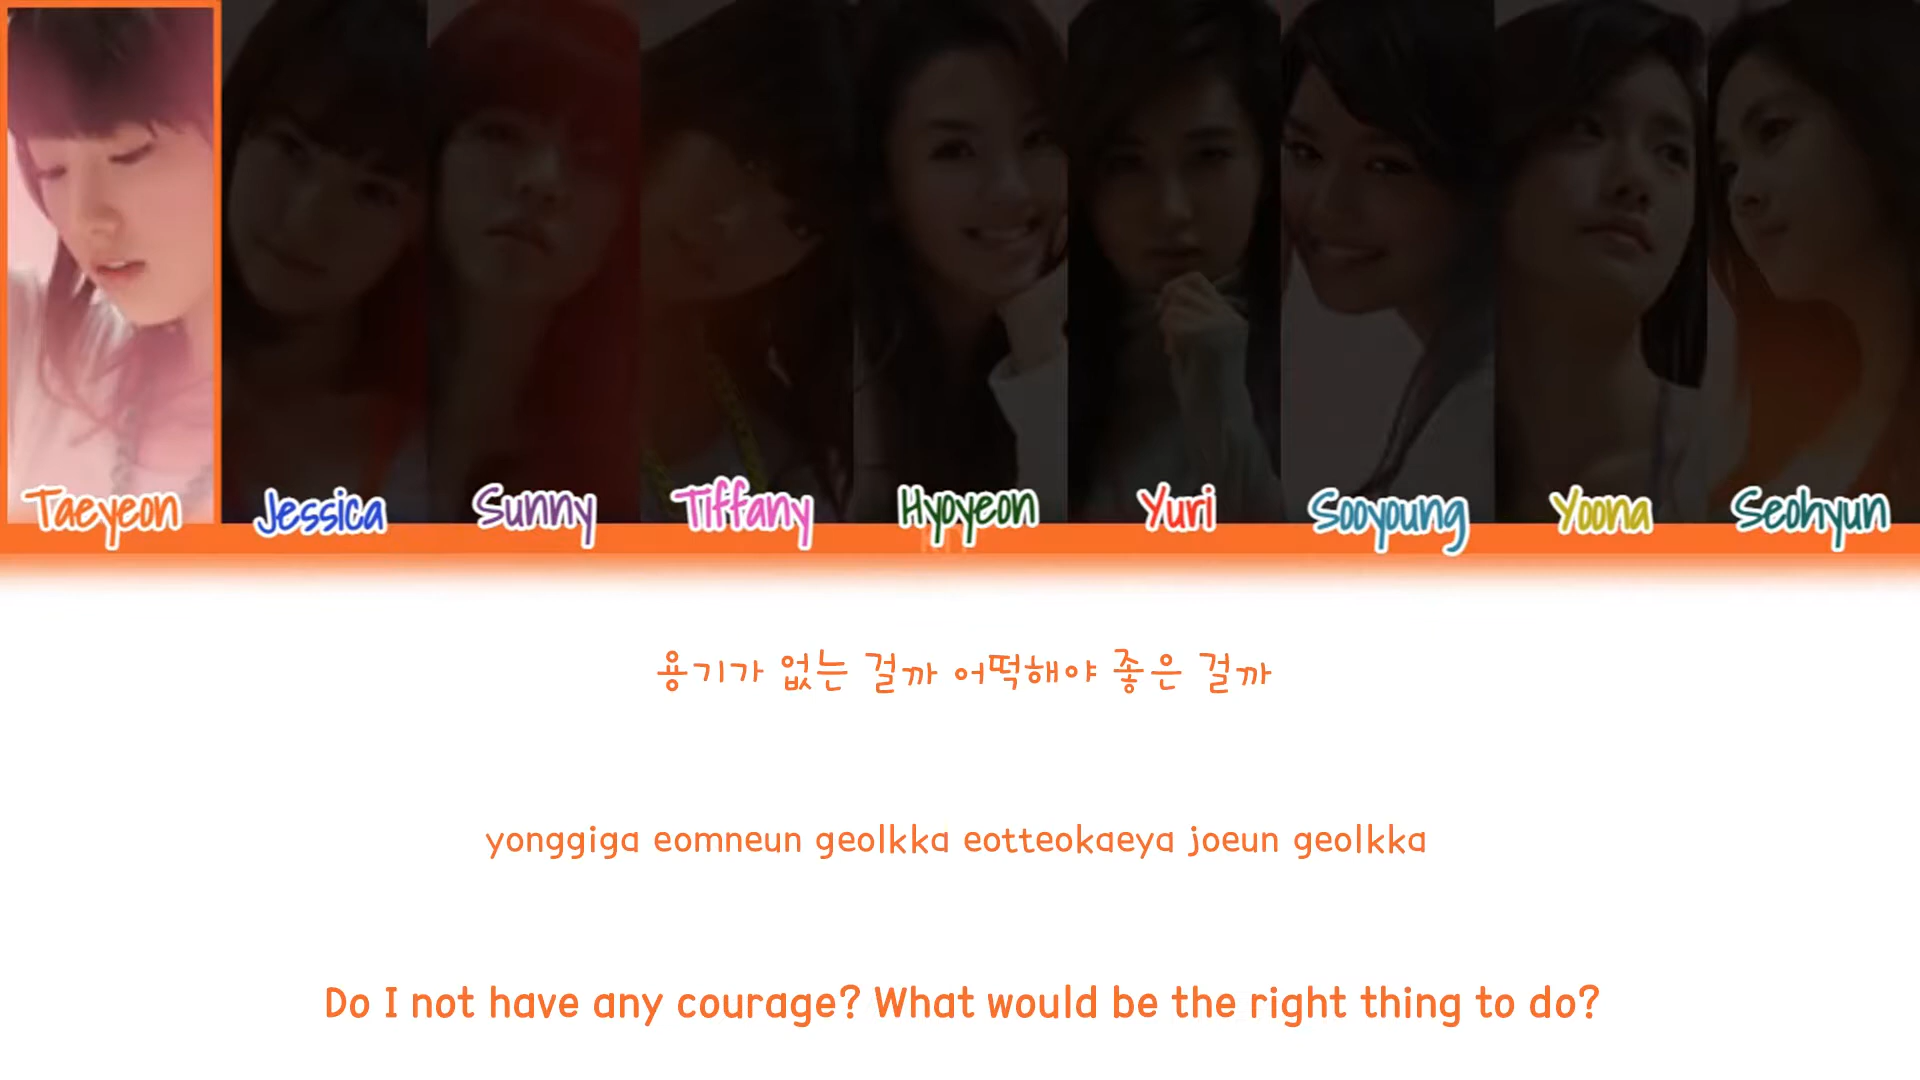 Taeyeon Jessica Sunny Tiffany Hyoyeon Yuri Sooyoung Yoona Seohyun
용기가 없는 걸까 어떡해야 좋은 걸까
yonggiga eomneun geolkka eotteokaeya joeun geolkka
Do I not have any courage? What would be the right thing to do?